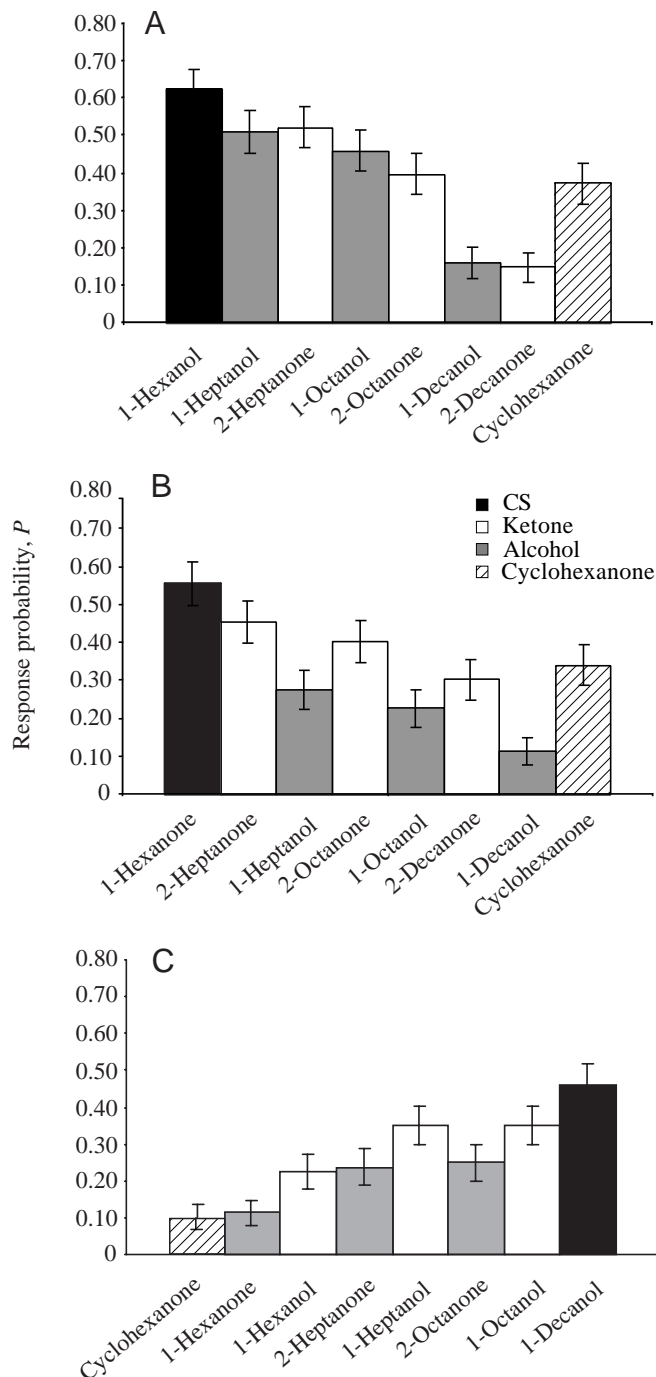 A
0.80
0.70
0.60
0.50
0.40
0.30
0.20
0.10
0
1-Hexanol
1-Heptanol
2-Heptanone
1-Octanol
2-Octanone
1-Decanol
2-Decanone
Cyclohexanone
Response probability, P
B
0.80
0.70
0.60
0.50
0.40
0.30
0.20
0.10
0
CS
Ketone
Alcohol
Cyclohexanone
1-Hexanone
2-Heptanone
1-Heptanol
2-Octanone
1-Octanol
2-Decanone
1-Decanol
Cyclohexanone
C
0.80
0.70
0.60
0.50
0.40
0.30
0.20
0.10
0
Cyclohexanone
1-Hexanone
1-Hexanol
2-Heptanone
1-Heptanol
2-Octanone
1-Octanol
1-Decanol